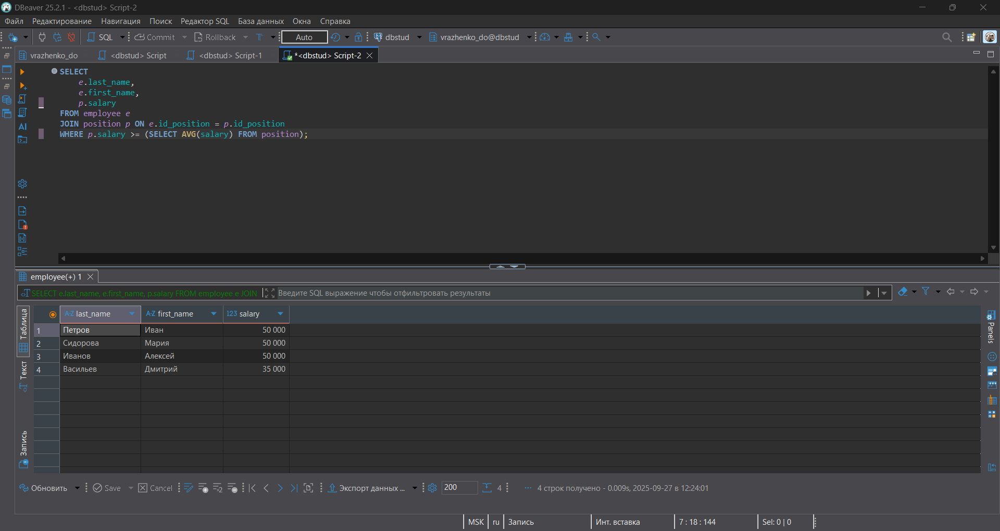 DBeaver 25.2.1 - <dbstud> Script-2
Файл Редактирование Навигация Поиск Редактор SQL База данных Окна Справка
SQL Commit Rollback Auto dbstud vrazhenko_do@dbstud
vrazhenko_do <dbstud> Script <dbstud> Script-1 *<dbstud> Script-2
SELECT
e.last_name,
e.first_name,
p.salary
FROM employee e
JOIN position p ON e.id_position = p.id_position
WHERE p.salary >= (SELECT AVG(salary) FROM position);
AI
employee(+) 1
SELECT e.last_name, e.first_name, p.salary FROM employee e JOIN Введите SQL выражение чтобы отфильтровать результаты
A-Z last_name A-Z first_name 123 salary
1 Петров Иван 50 000
2 Сидорова Мария 50 000
3 Иванов Алексей 50 000
4 Васильев Дмитрий 35 000
Таблица
Текст
Запись
Panels
Обновить Save Cancel Экспорт данных ... 200 4 ... 4 строк получено - 0.009s, 2025-09-27 в 12:24:01
MSK ru Запись Инт. вставка 7 : 18 : 144 Sel: 0 | 0